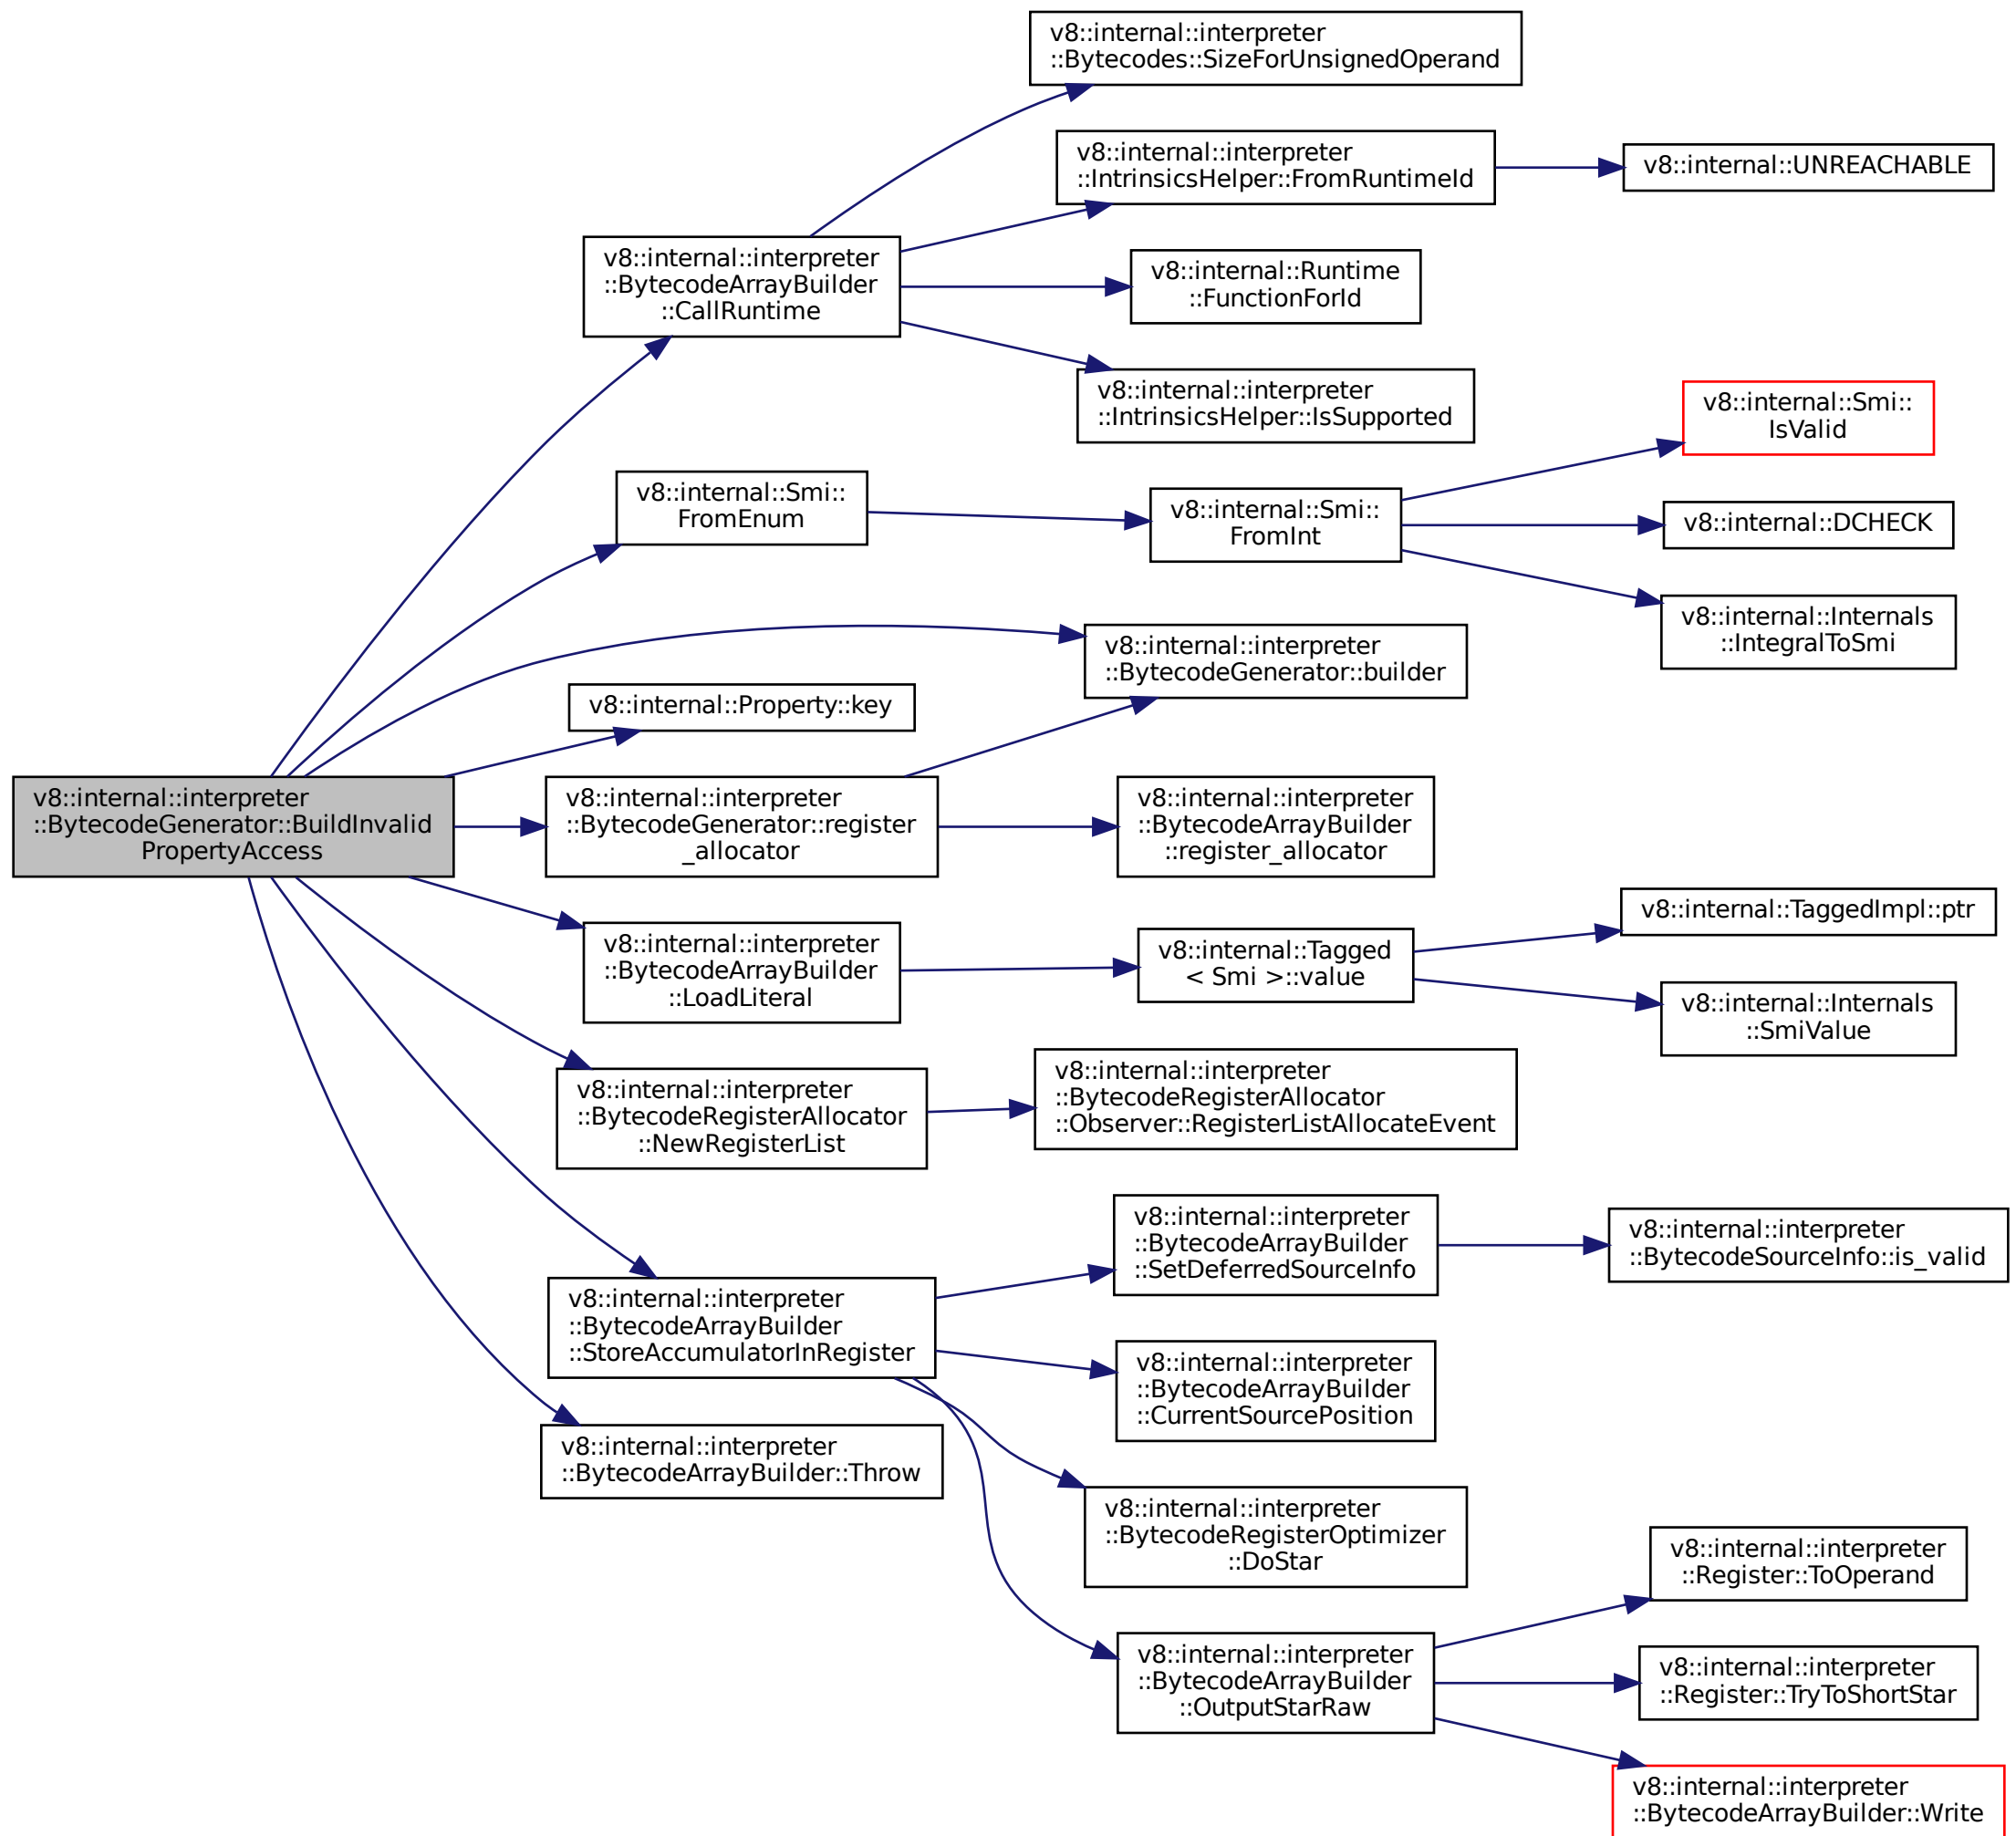 v8::internal::interpreter
::Bytecodes::SizeForUnsignedOperand
v8::internal::interpreter
::IntrinsicsHelper::FromRuntimeId
v8::internal::UNREACHABLE
v8::internal::interpreter
::BytecodeArrayBuilder
::CallRuntime
v8::internal::Runtime
::FunctionForId
v8::internal::interpreter
::IntrinsicsHelper::IsSupported
v8::internal::Smi::
IsValid
v8::internal::Smi::
FromEnum
v8::internal::Smi::
FromInt
v8::internal::DCHECK
v8::internal::Internals
::IntegralToSmi
v8::internal::interpreter
::BytecodeGenerator::builder
v8::internal::Property::key
v8::internal::interpreter
::BytecodeGenerator::BuildInvalid
PropertyAccess
v8::internal::interpreter
::BytecodeGenerator::register
_allocator
v8::internal::interpreter
::BytecodeArrayBuilder
::register_allocator
v8::internal::TaggedImpl::ptr
v8::internal::interpreter
::BytecodeArrayBuilder
::LoadLiteral
v8::internal::Tagged
< Smi >::value
v8::internal::Internals
::SmiValue
v8::internal::interpreter
::BytecodeRegisterAllocator
::NewRegisterList
v8::internal::interpreter
::BytecodeRegisterAllocator
::Observer::RegisterListAllocateEvent
v8::internal::interpreter
::BytecodeArrayBuilder
::SetDeferredSourceInfo
v8::internal::interpreter
::BytecodeSourceInfo::is_valid
v8::internal::interpreter
::BytecodeArrayBuilder
::StoreAccumulatorInRegister
v8::internal::interpreter
::BytecodeArrayBuilder
::CurrentSourcePosition
v8::internal::interpreter
::BytecodeArrayBuilder::Throw
v8::internal::interpreter
::BytecodeRegisterOptimizer
::DoStar
v8::internal::interpreter
::Register::ToOperand
v8::internal::interpreter
::BytecodeArrayBuilder
::OutputStarRaw
v8::internal::interpreter
::Register::TryToShortStar
v8::internal::interpreter
::BytecodeArrayBuilder::Write